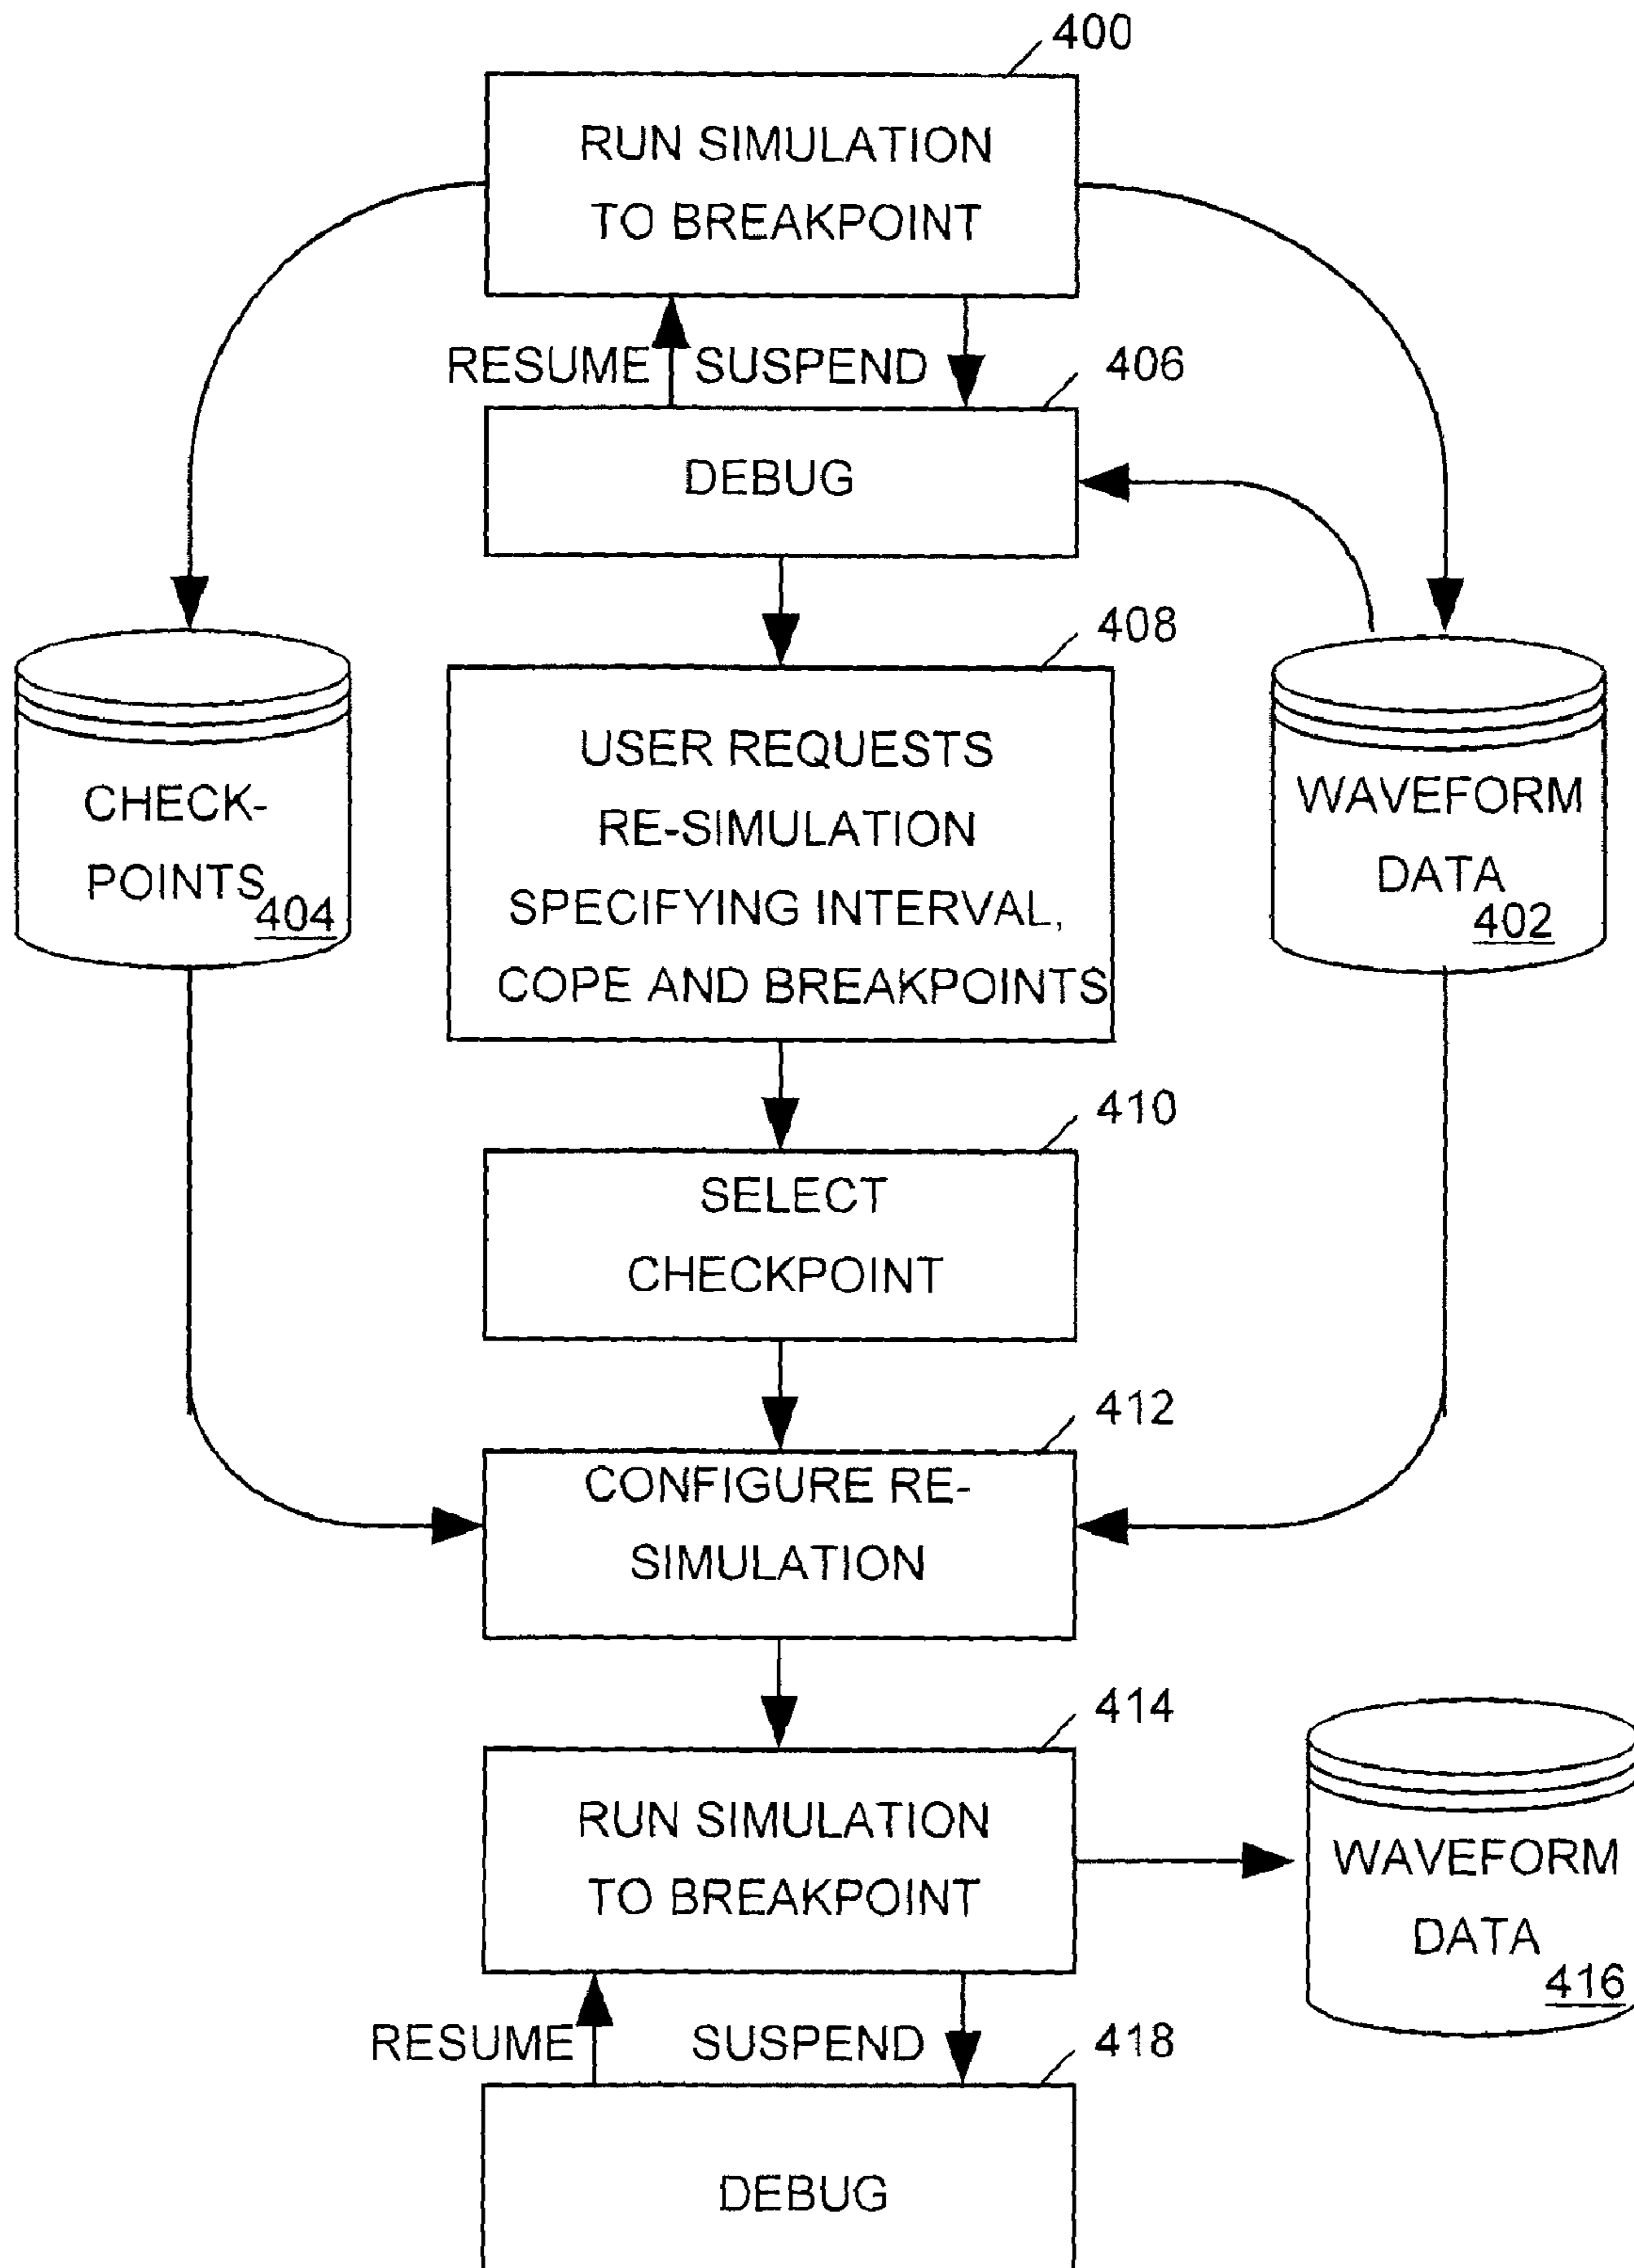 400
RUN SIMULATION
TO BREAKPOINT
RESUME
SUSPEND
406
DEBUG
408
USER REQUESTS
RE-SIMULATION
SPECIFYING INTERVAL,
COPE AND BREAKPOINTS
CHECK-
POINTS
404
WAVEFORM
DATA
402
410
SELECT
CHECKPOINT
412
CONFIGURE RE-
SIMULATION
414
RUN SIMULATION
TO BREAKPOINT
WAVEFORM
DATA
416
RESUME
SUSPEND
418
DEBUG